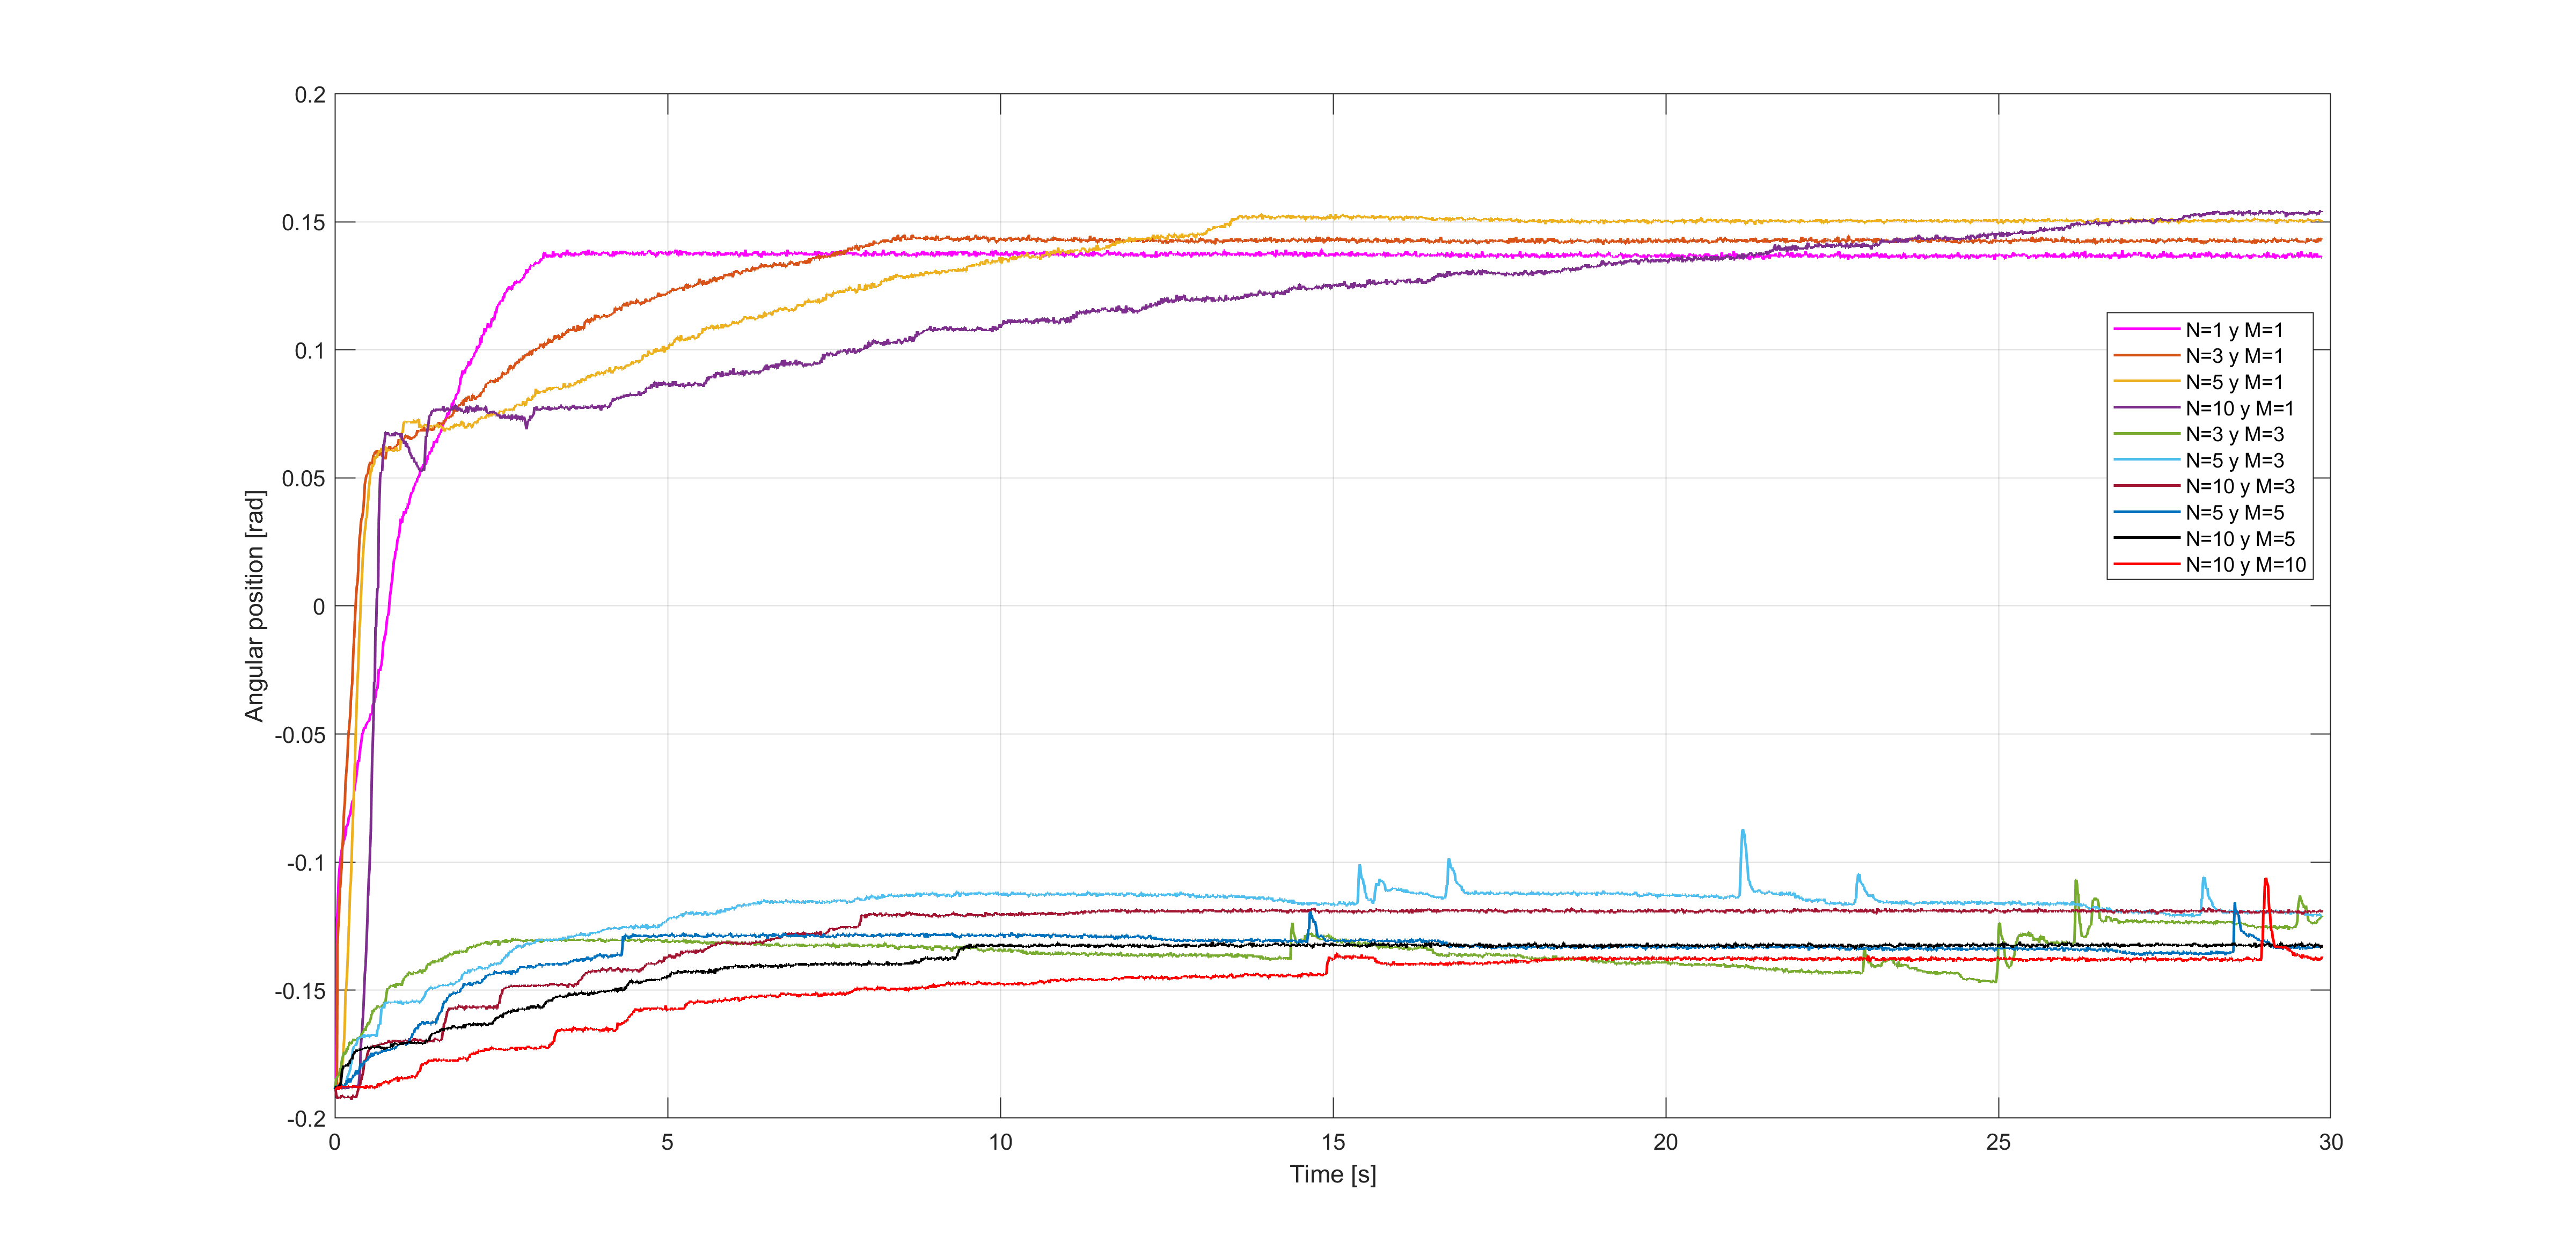 0.2
0.15
0.1
0.05
0
-0.05
-0.1
-0.15
-0.2
Angular position [rad]
0
5
10
15
20
25
30
Time [s]
N=1 y M=1
N=3 y M=1
N=5 y M=1
N=10 y M=1
N=3 y M=3
N=5 y M=3
N=10 y M=3
N=5 y M=5
N=10 y M=5
N=10 y M=10